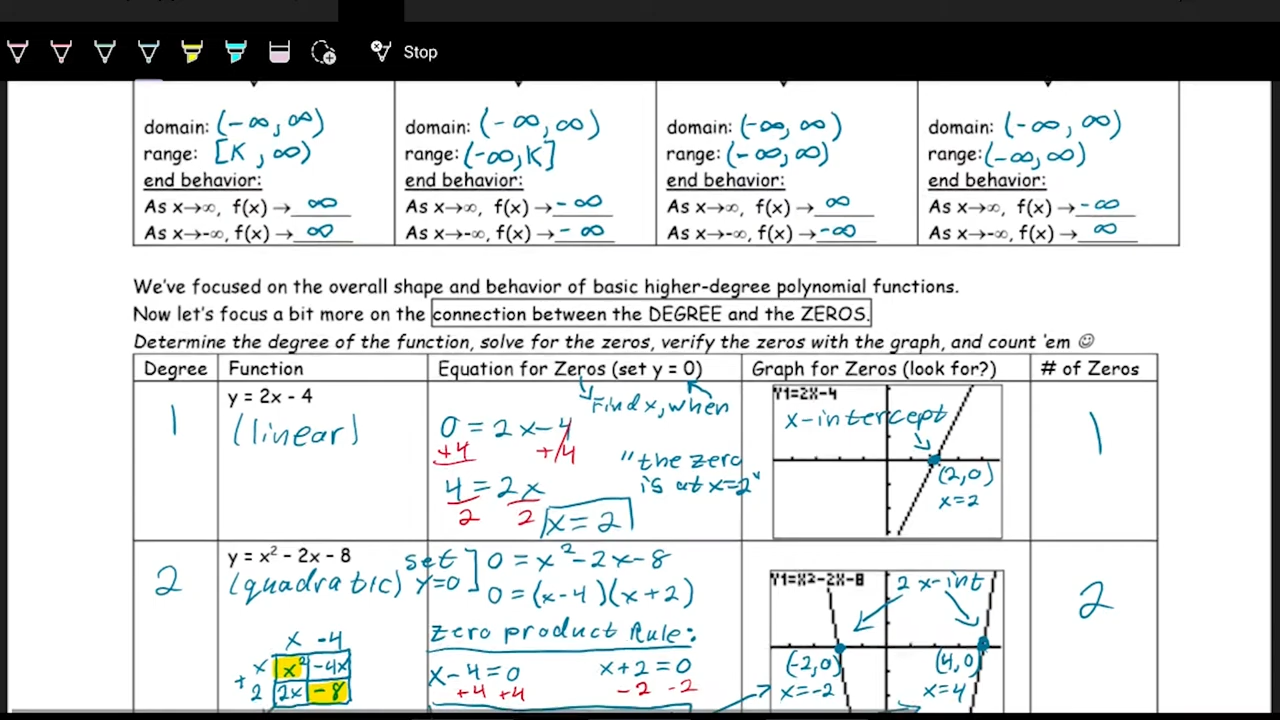 Stop
domain: (-∞, ∞)
range: [K, ∞)
end behavior:
As x→∞, f(x) → ∞
As x→-∞, f(x) → ∞
domain: (-∞, ∞)
range: (-∞, K]
end behavior:
As x→∞, f(x) → -∞
As x→-∞, f(x) → -∞
domain: (-∞, ∞)
range: (-∞, ∞)
end behavior:
As x→∞, f(x) → ∞
As x→-∞, f(x) → -∞
domain: (-∞, ∞)
range: (-∞, ∞)
end behavior:
As x→∞, f(x) → -∞
As x→-∞, f(x) → ∞
We've focused on the overall shape and behavior of basic higher-degree polynomial functions.
Now let's focus a bit more on the connection between the DEGREE and the ZEROS.
Determine the degree of the function, solve for the zeros, verify the zeros with the graph, and count 'em ☺
Degree Function Equation for Zeros (set y = 0) Graph for Zeros (look for?) # of Zeros
1
y = 2x - 4
(linear)
Find x, when
0 = 2x - 4
+4 +4
4 = 2x
2 2
x = 2
"the zero
is at x=2"
Y1=2X-4
x-intercept
(2,0)
x=2
1
2
y = x² - 2x - 8
(quadratic)
x -4
x x² -4x
+2 2x -8
set
y=0
0 = x² - 2x - 8
0 = (x-4)(x+2)
Zero product Rule:
x-4=0 x+2=0
+4 +4 -2 -2
Y1=X2-2X-8
2 x-int
(-2,0) (4,0)
x=-2 x=4
2